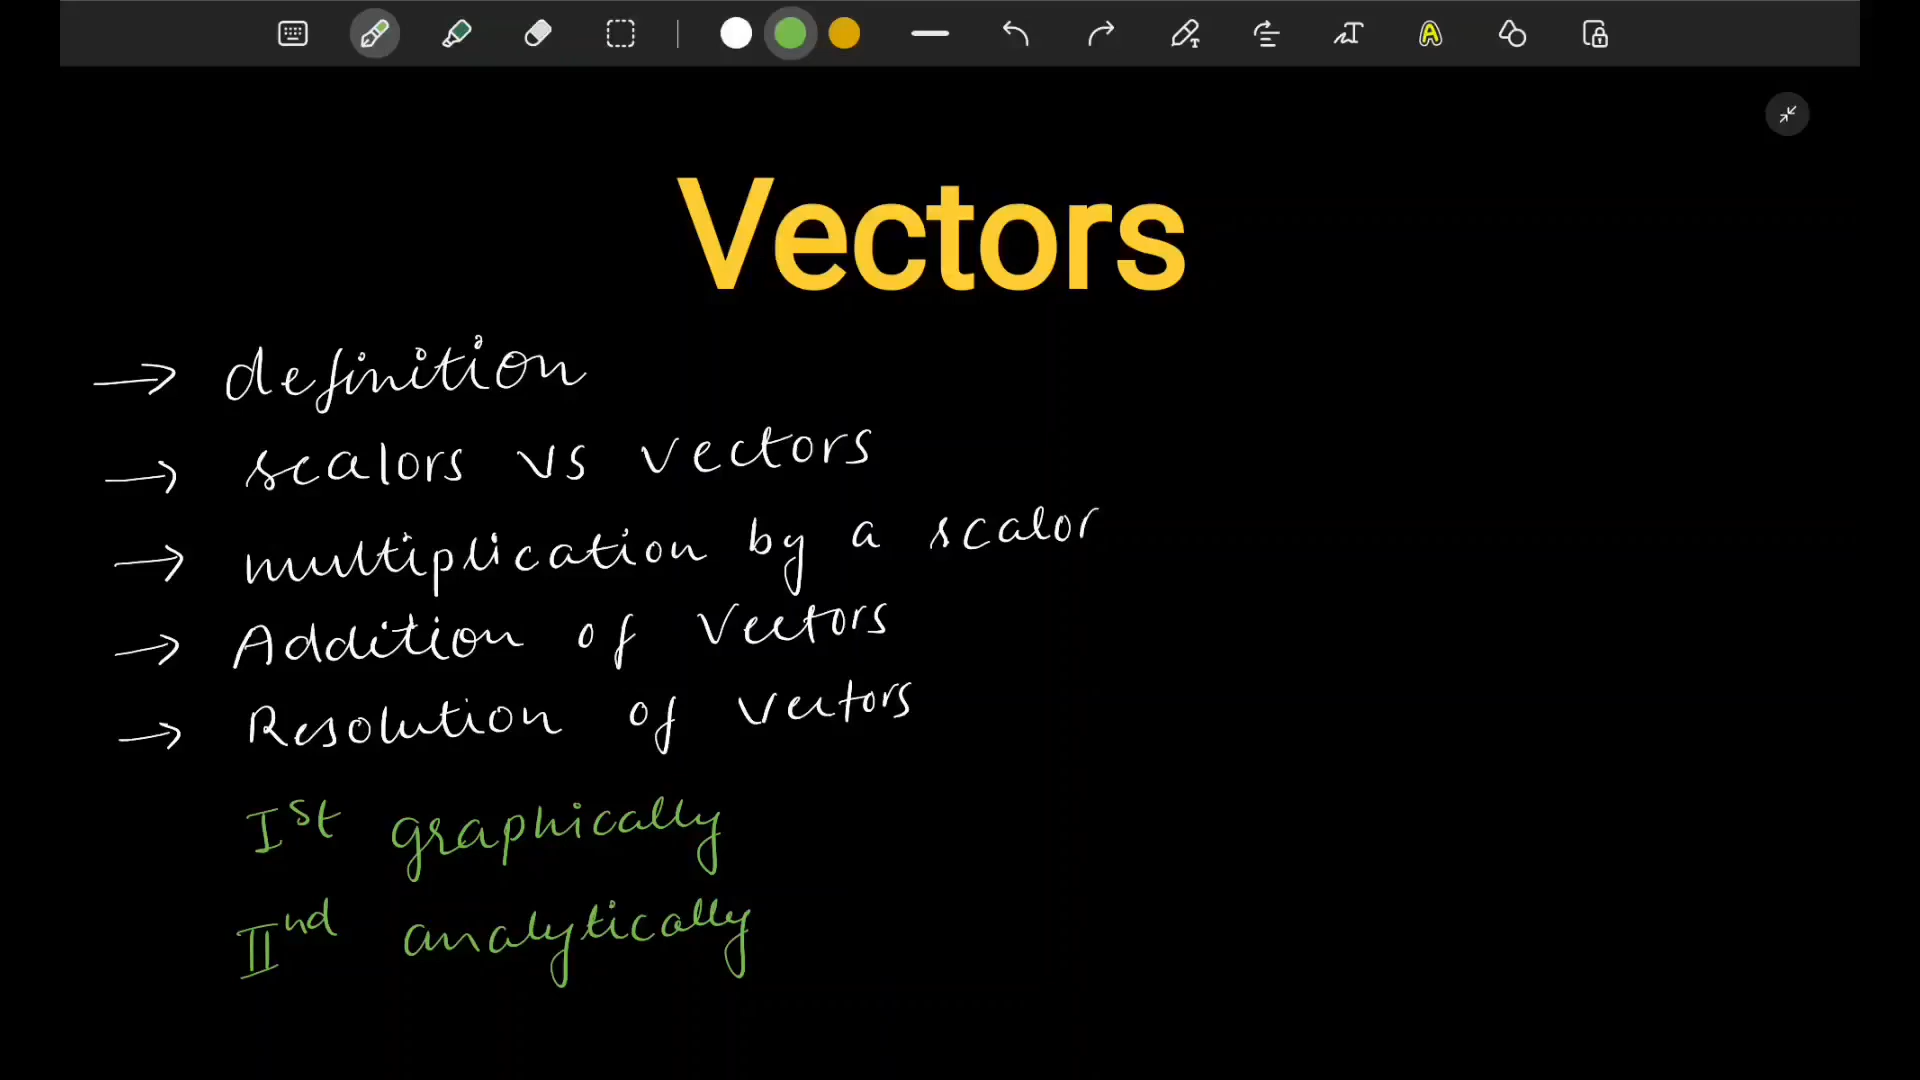 Vectors
→ definition
→ scalors vs vectors
→ multiplication by a scalor
→ Addition of Vectors
→ Resolution of vectors
Ist graphically
IInd analytically